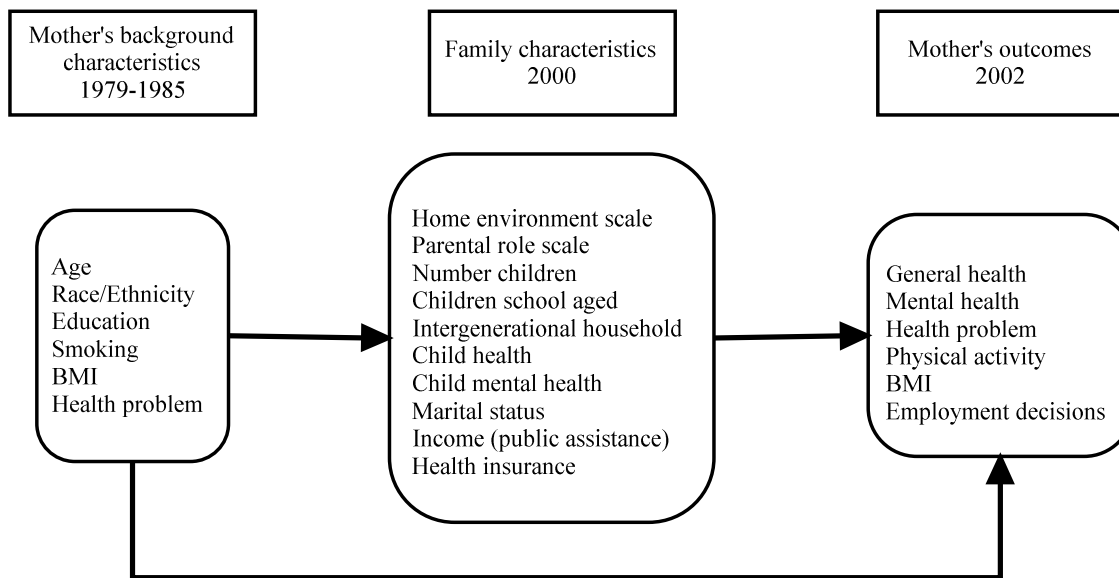 Mother's background
characteristics
1979-1985
Family characteristics
2000
Mother's outcomes
2002
Age
Race/Ethnicity
Education
Smoking
BMI
Health problem
Home environment scale
Parental role scale
Number children
Children school aged
Intergenerational household
Child health
Child mental health
Marital status
Income (public assistance)
Health insurance
General health
Mental health
Health problem
Physical activity
BMI
Employment decisions